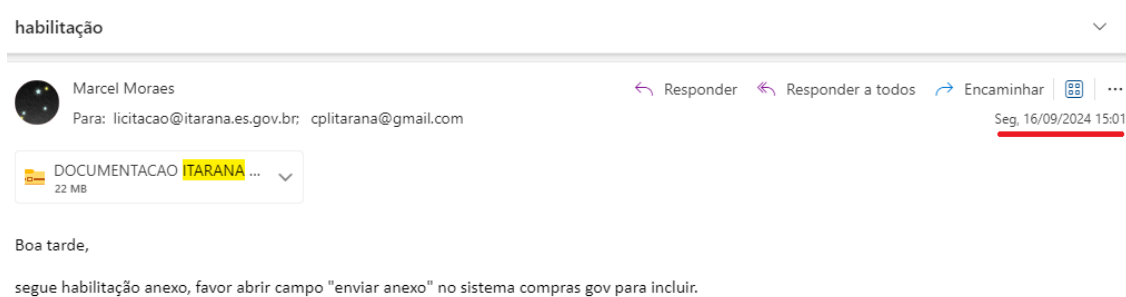 habilitação
Marcel Moraes
Responder Responder a todos Encaminhar
Para: licitacao@itarana.es.gov.br; cplitarana@gmail.com
Seg, 16/09/2024 15:01
DOCUMENTACAO ITARANA ...
22 MB
Boa tarde,
segue habilitação anexo, favor abrir campo "enviar anexo" no sistema compras gov para incluir.